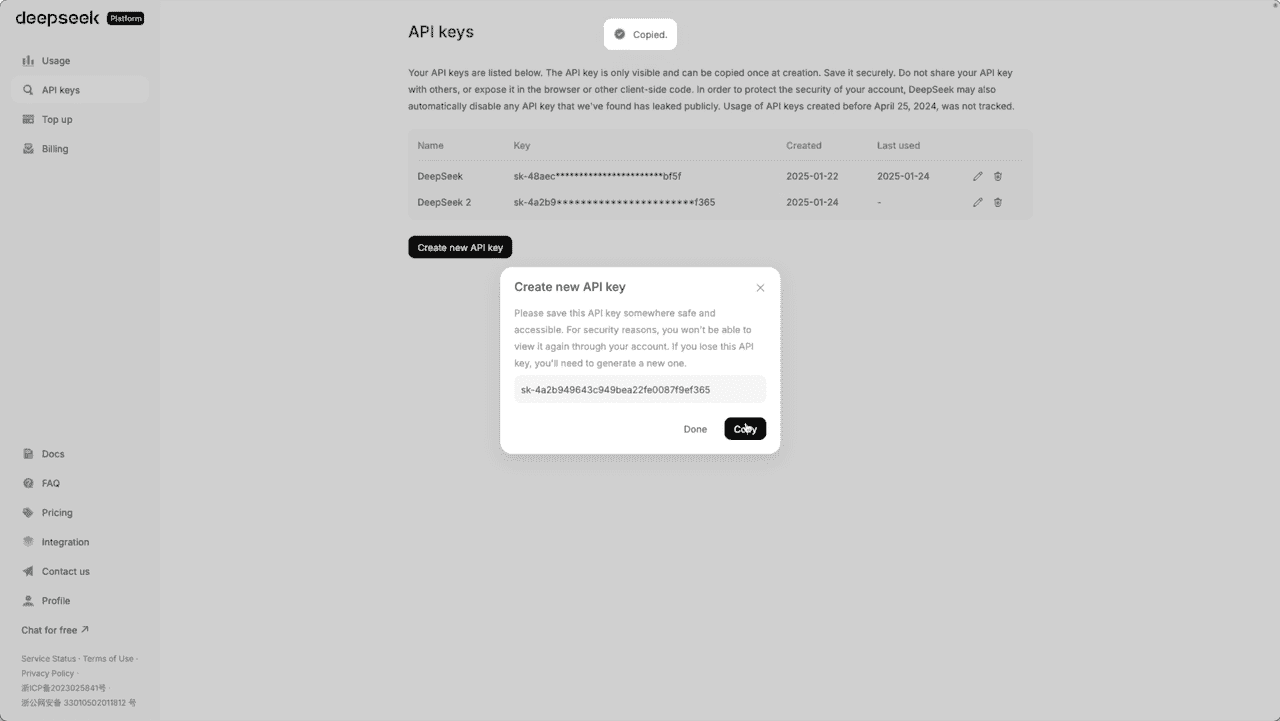 deepseek Platform
Usage
API keys
Top up
Billing
Docs
FAQ
Pricing
Integration
Contact us
Profile
Chat for free
Service Status · Terms of Use ·
Privacy Policy ·
浙ICP备2023025841号 ·
浙公网安备 33010502011812 号
API keys
Copied.
Your API keys are listed below. The API key is only visible and can be copied once at creation. Save it securely. Do not share your API key
with others, or expose it in the browser or other client-side code. In order to protect the security of your account, DeepSeek may also
automatically disable any API key that we've found has leaked publicly. Usage of API keys created before April 25, 2024, was not tracked.
Name Key Created Last used
DeepSeek sk-48aec***********************bf5f 2025-01-22 2025-01-24
DeepSeek 2 sk-4a2b9***********************f365 2025-01-24 -
Create new API key
Create new API key
Please save this API key somewhere safe and
accessible. For security reasons, you won't be able to
view it again through your account. If you lose this API
key, you'll need to generate a new one.
sk-4a2b949643c949bea22fe0087f9ef365
Done Copy